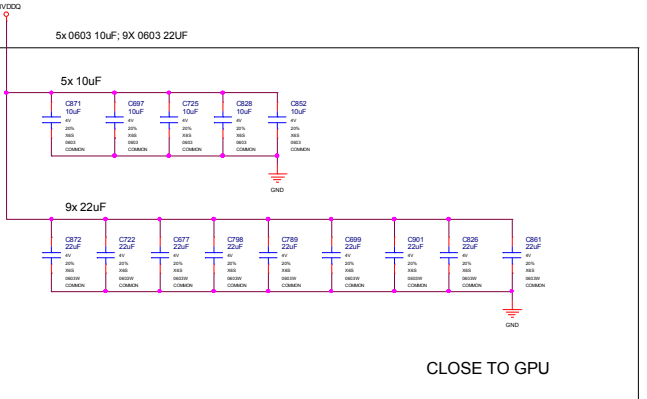 5x 0603 10uF; 9X 0603 22UF
5x 10uF
C871 C697 C725 C828 C852
10uF 10uF 10uF 10uF 10uF
4V 4V 4V 4V 4V
20% 20% 20% 20% 20%
X6S X6S X6S X6S X6S
0603 0603 0603 0603 0603
COMMON COMMON COMMON COMMON COMMON
GND
9x 22uF
C872 C722 C677 C798 C789 C699 C901 C826 C861
22uF 22uF 22uF 22uF 22uF 22uF 22uF 22uF 22uF
4V 4V 4V 4V 4V 4V 4V 4V 4V
20% 20% 20% 20% 20% 20% 20% 20% 20%
X6S X6S X6S X6S X6S X6S X6S X6S X6S
0603W 0603W 0603W 0603W 0603W 0603W 0603W 0603W 0603W
COMMON COMMON COMMON COMMON COMMON COMMON COMMON COMMON COMMON
GND
CLOSE TO GPU